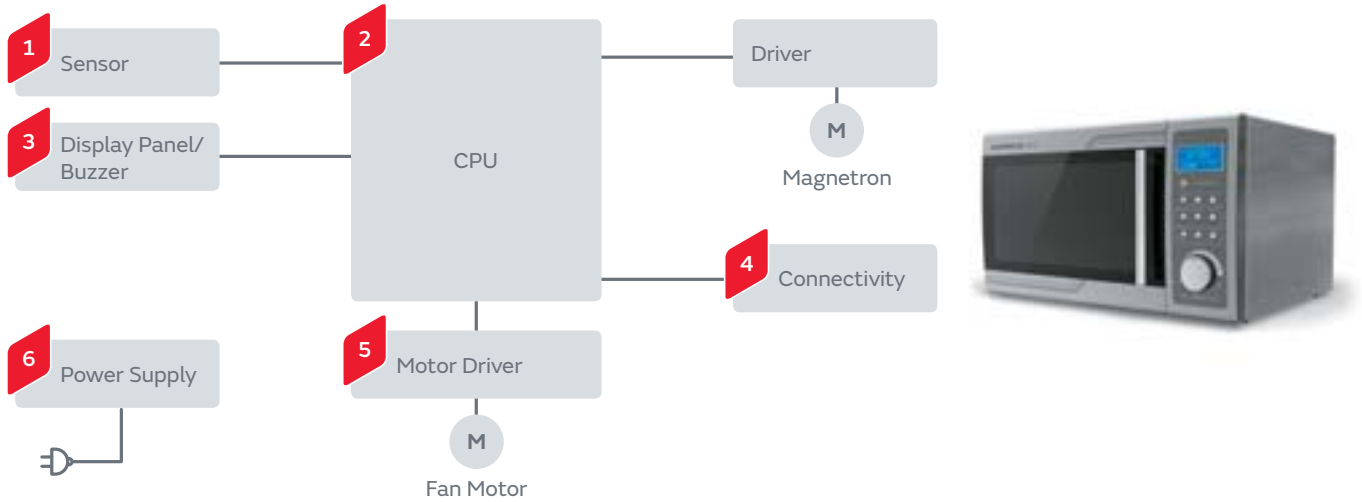 1
Sensor
2
CPU
Driver
M
Magnetron
3
Display Panel/
Buzzer
4
Connectivity
5
Motor Driver
M
Fan Motor
6
Power Supply